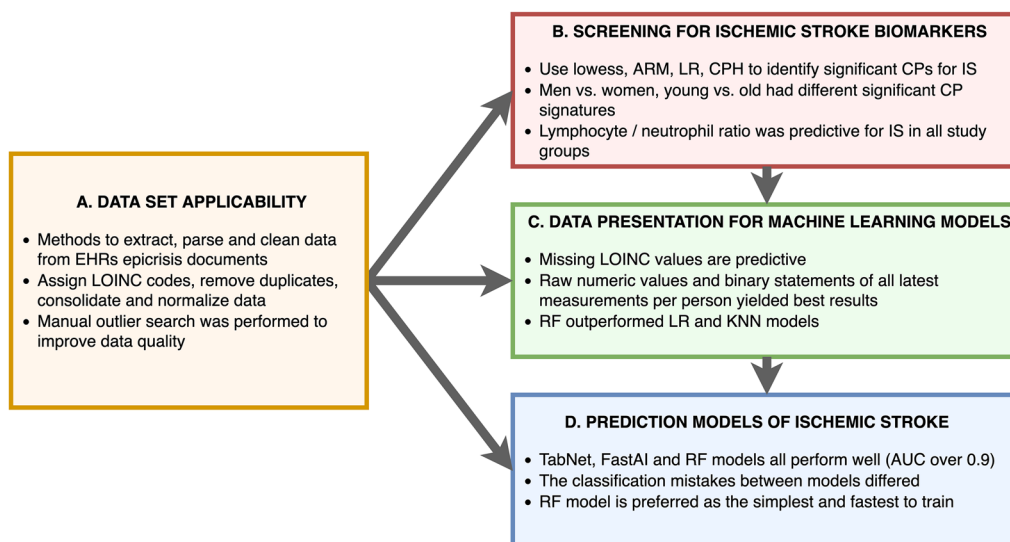 A. DATA SET APPLICABILITY
• Methods to extract, parse and clean data
from EHRs epicrisis documents
• Assign LOINC codes, remove duplicates,
consolidate and normalize data
• Manual outlier search was performed to
improve data quality
B. SCREENING FOR ISCHEMIC STROKE BIOMARKERS
• Use lowess, ARM, LR, CPH to identify significant CPs for IS
• Men vs. women, young vs. old had different significant CP
signatures
• Lymphocyte / neutrophil ratio was predictive for IS in all study
groups
C. DATA PRESENTATION FOR MACHINE LEARNING MODELS
• Missing LOINC values are predictive
• Raw numeric values and binary statements of all latest
measurements per person yielded best results
• RF outperformed LR and KNN models
D. PREDICTION MODELS OF ISCHEMIC STROKE
• TabNet, FastAI and RF models all perform well (AUC over 0.9)
• The classification mistakes between models differed
• RF model is preferred as the simplest and fastest to train